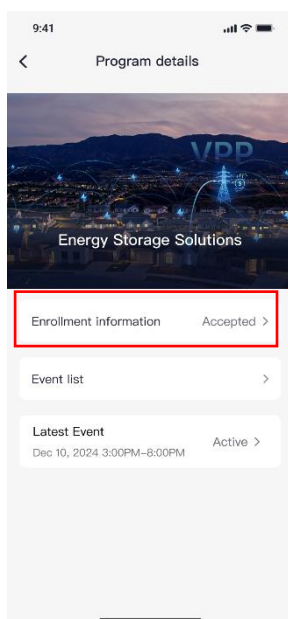 9:41
Program details
VPP
Energy Storage Solutions
Enrollment information Accepted >
Event list >
Latest Event
Dec 10, 2024 3:00PM–8:00PM Active >